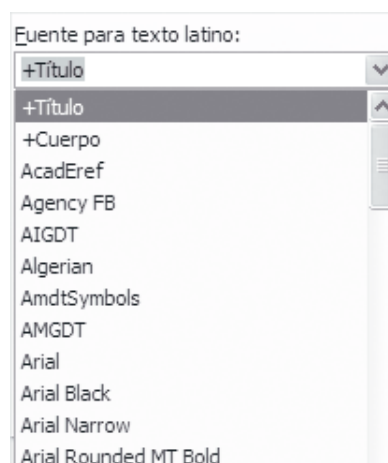 Fuente para texto latino:
+Título
+Título
+Cuerpo
AcadEref
Agency FB
AIGDT
Algerian
AmdtSymbols
AMGDT
Arial
Arial Black
Arial Narrow
Arial Rounded MT Bold